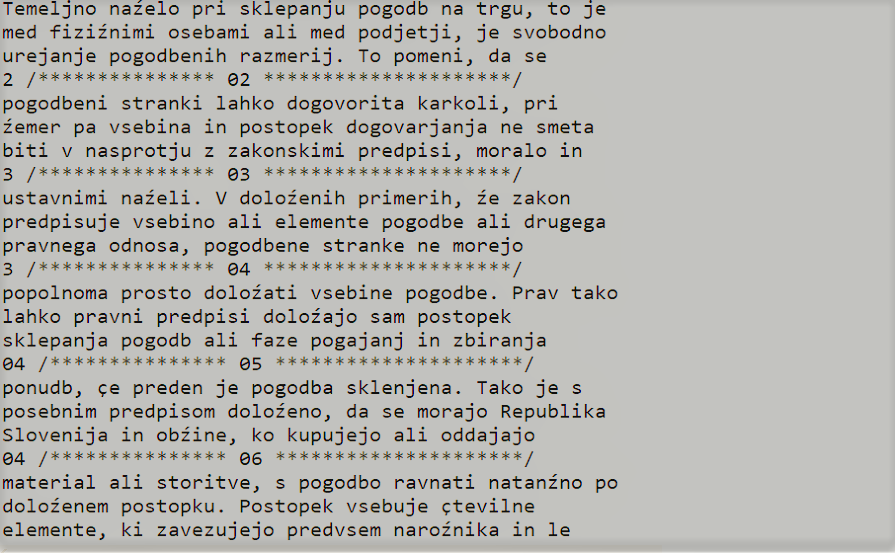 Temeljno naźelo pri sklepanju pogodb na trgu, to je
med fiziźnimi osebami ali med podjetji, je svobodno
urejanje pogodbenih razmerij. To pomeni, da se
2 /*************** 02 *********************/
pogodbeni stranki lahko dogovorita karkoli, pri
źemer pa vsebina in postopek dogovarjanja ne smeta
biti v nasprotju z zakonskimi predpisi, moralo in
3 /*************** 03 *********************/
ustavnimi naźeli. V doloźenih primerih, źe zakon
predpisuje vsebino ali elemente pogodbe ali drugega
pravnega odnosa, pogodbene stranke ne morejo
3 /*************** 04 *********************/
popolnoma prosto doloźati vsebine pogodbe. Prav tako
lahko pravni predpisi doloźajo sam postopek
sklepanja pogodb ali faze pogajanj in zbiranja
04 /*************** 05 *********************/
ponudb, çe preden je pogodba sklenjena. Tako je s
posebnim predpisom doloźeno, da se morajo Republika
Slovenija in obźine, ko kupujejo ali oddajajo
04 /*************** 06 *********************/
material ali storitve, s pogodbo ravnati natanźno po
doloźenem postopku. Postopek vsebuje çtevilne
elemente, ki zavezujejo predvsem naroźnika in le